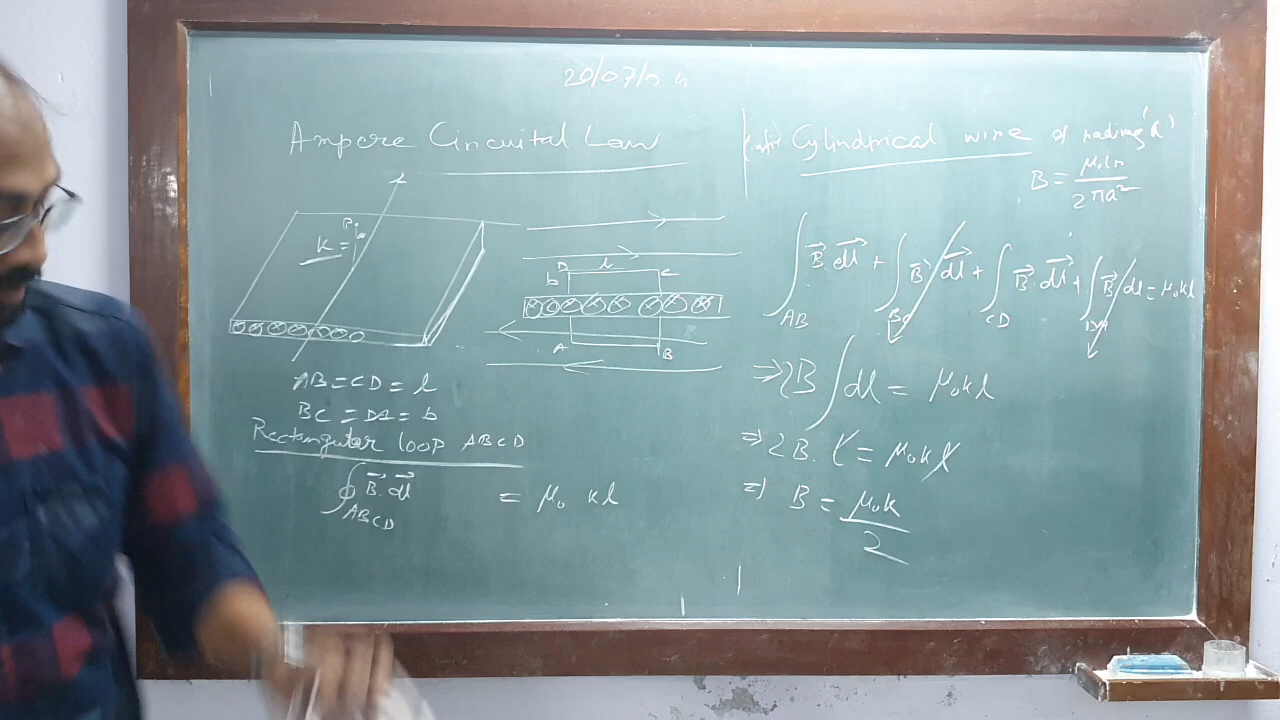 20/07/24
Ampere Circuital Law
Cylindrical wire of radius 'a'
B = μ₀Ir / 2πa²
K =
P
D l C
b
A B
AB = CD = l
BC = DA = b
Rectangular loop ABCD
∮ABCD B⃗.dl⃗ = μ₀ kl
∫AB B⃗.dl⃗ + ∫BC B⃗.dl⃗ + ∫CD B⃗.dl⃗ + ∫DA B⃗.dl = μ₀kl
⇒ 2B ∫dl = μ₀kl
⇒ 2B. l = μ₀kl
⇒ B = μ₀k / 2